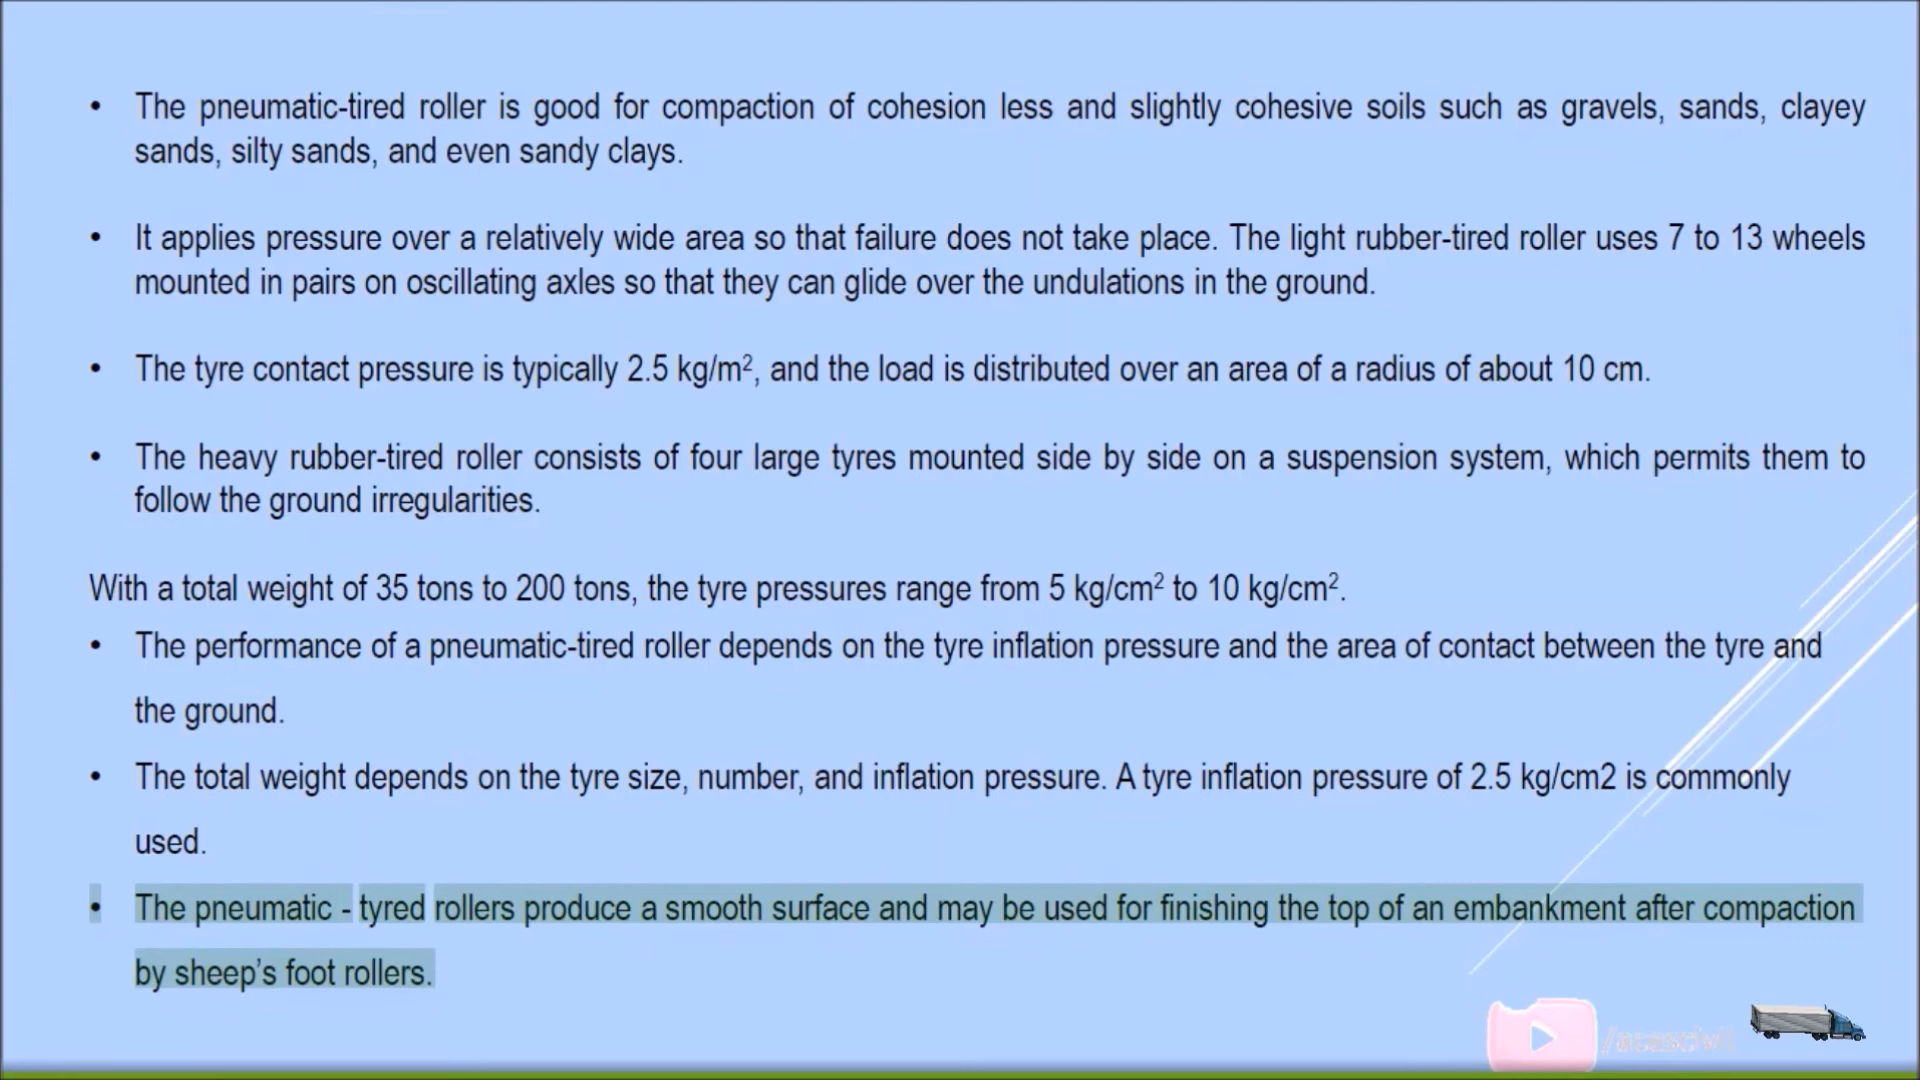 • The pneumatic-tired roller is good for compaction of cohesion less and slightly cohesive soils such as gravels, sands, clayey
sands, silty sands, and even sandy clays.
• It applies pressure over a relatively wide area so that failure does not take place. The light rubber-tired roller uses 7 to 13 wheels
mounted in pairs on oscillating axles so that they can glide over the undulations in the ground.
• The tyre contact pressure is typically 2.5 kg/m², and the load is distributed over an area of a radius of about 10 cm.
• The heavy rubber-tired roller consists of four large tyres mounted side by side on a suspension system, which permits them to
follow the ground irregularities.
With a total weight of 35 tons to 200 tons, the tyre pressures range from 5 kg/cm² to 10 kg/cm².
• The performance of a pneumatic-tired roller depends on the tyre inflation pressure and the area of contact between the tyre and
the ground.
• The total weight depends on the tyre size, number, and inflation pressure. A tyre inflation pressure of 2.5 kg/cm2 is commonly
used.
• The pneumatic - tyred rollers produce a smooth surface and may be used for finishing the top of an embankment after compaction
by sheep’s foot rollers.